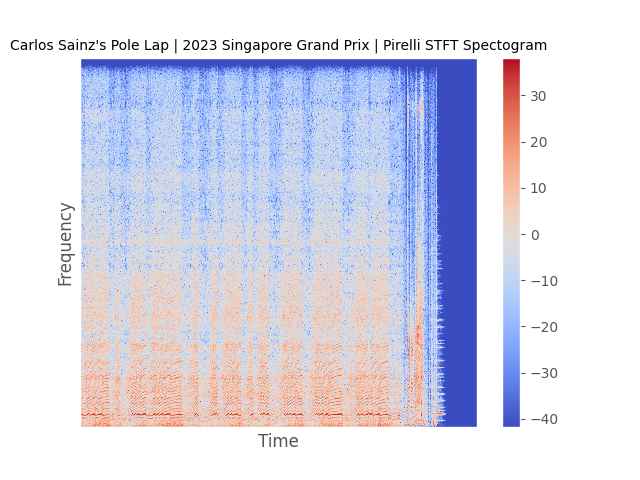 Carlos Sainz's Pole Lap | 2023 Singapore Grand Prix | Pirelli STFT Spectogram
Frequency
Time
30
20
10
0
−10
−20
−30
−40